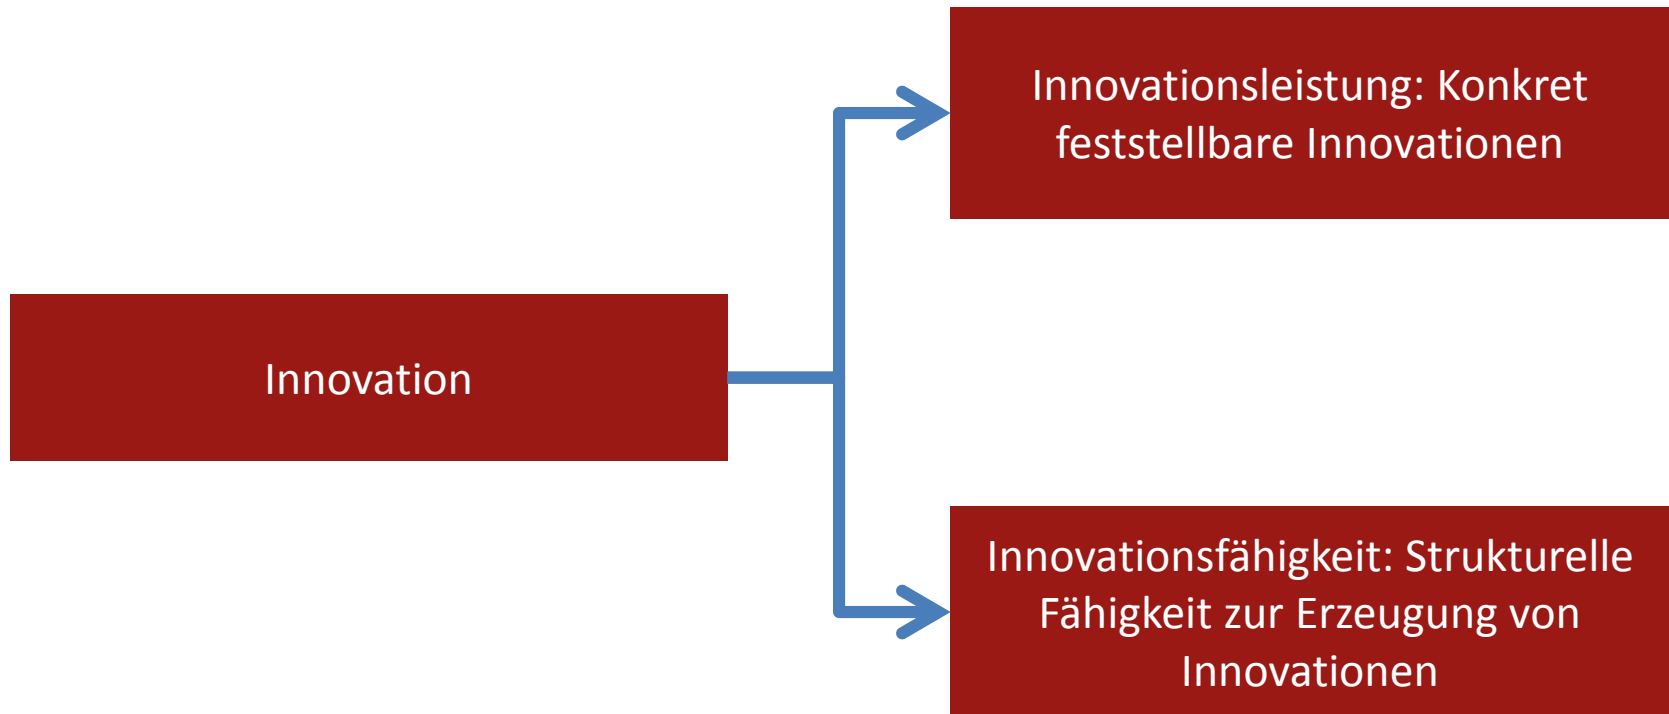 Innovationsleistung: Konkret
feststellbare Innovationen
Innovation
Innovationsfähigkeit: Strukturelle
Fähigkeit zur Erzeugung von
Innovationen